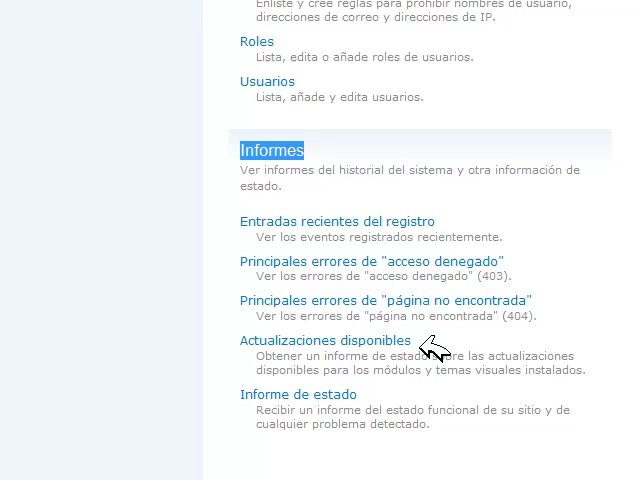 Enliste y cree reglas para prohibir nombres de usuario,
direcciones de correo y direcciones de IP.
Roles
Lista, edita o añade roles de usuarios.
Usuarios
Lista, añade y edita usuarios.
Informes
Ver informes del historial del sistema y otra información de
estado.
Entradas recientes del registro
Ver los eventos registrados recientemente.
Principales errores de "acceso denegado"
Ver los errores de "acceso denegado" (403).
Principales errores de "página no encontrada"
Ver los errores de "página no encontrada" (404).
Actualizaciones disponibles
Obtener un informe de estado sobre las actualizaciones
disponibles para los módulos y temas visuales instalados.
Informe de estado
Recibir un informe del estado funcional de su sitio y de
cualquier problema detectado.